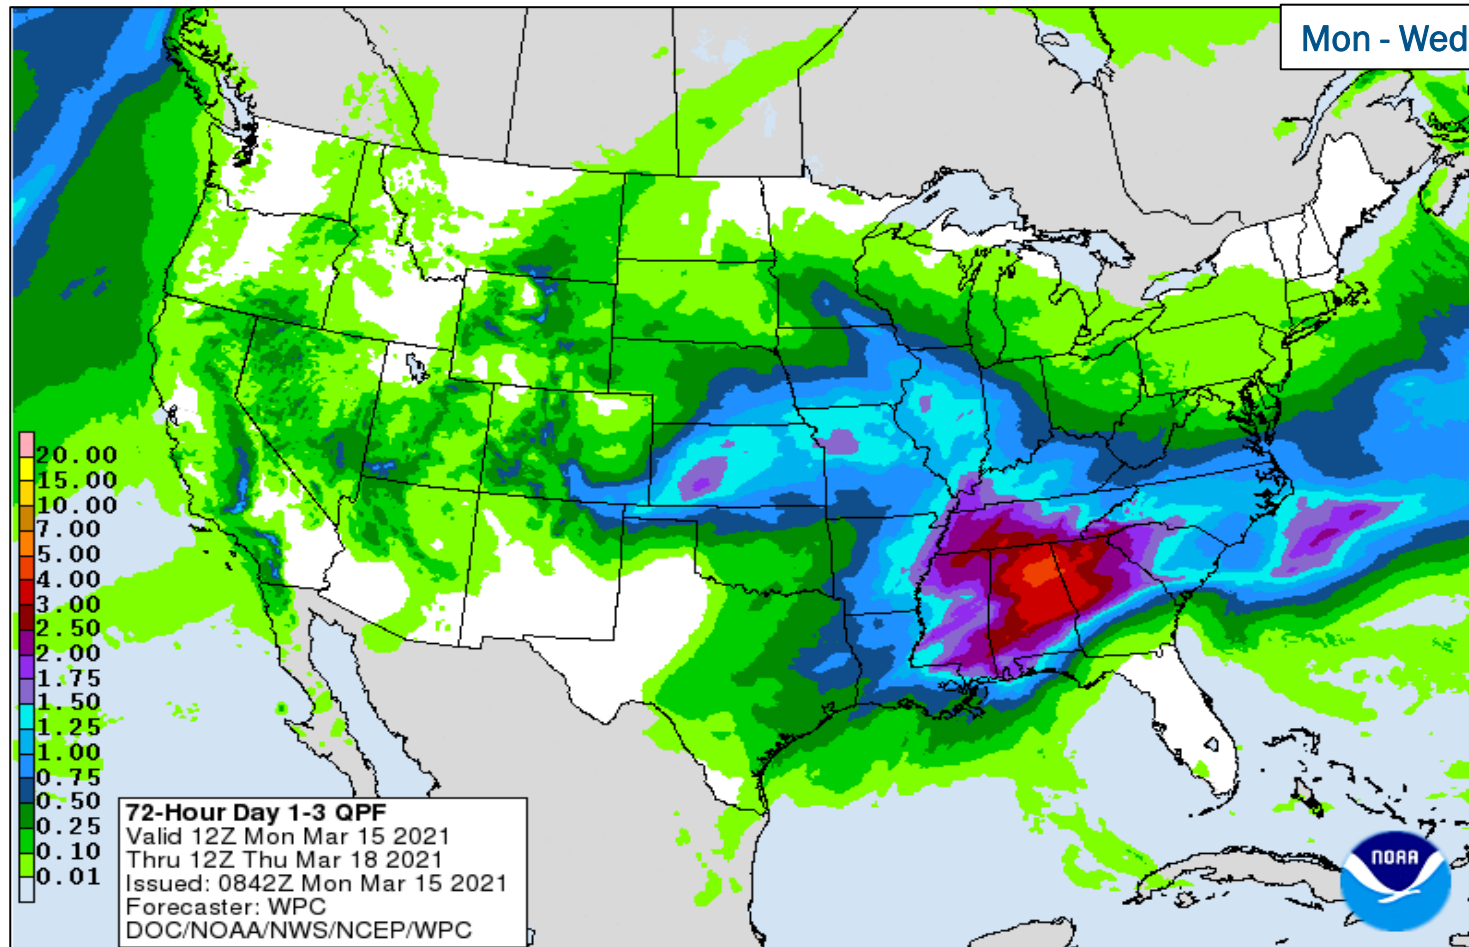 Mon - Wed
20.00
15.00
10.00
7.00
5.00
4.00
3.00
2.50
2.00
1.75
1.50
1.25
1.00
0.75
0.50
0.25
0.10
0.01
72-Hour Day 1-3 QPF
Valid 12Z Mon Mar 15 2021
Thru 12Z Thu Mar 18 2021
Issued: 0842Z Mon Mar 15 2021
Forecaster: WPC
DOC/NOAA/NWS/NCEP/WPC
NOAA